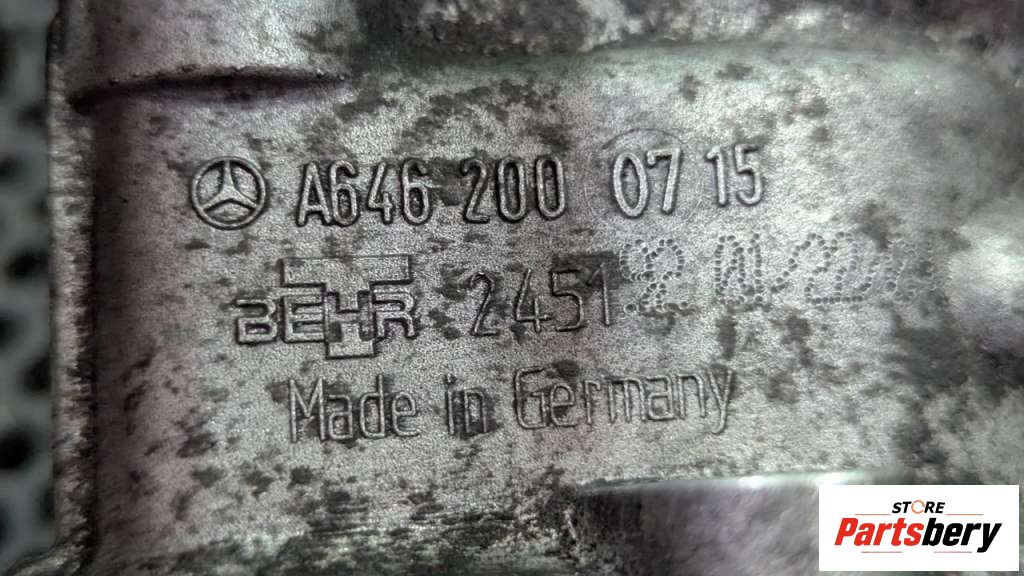 A646 200 07 15
BEHR 2451
Made in Germany
STORE
Partsbery